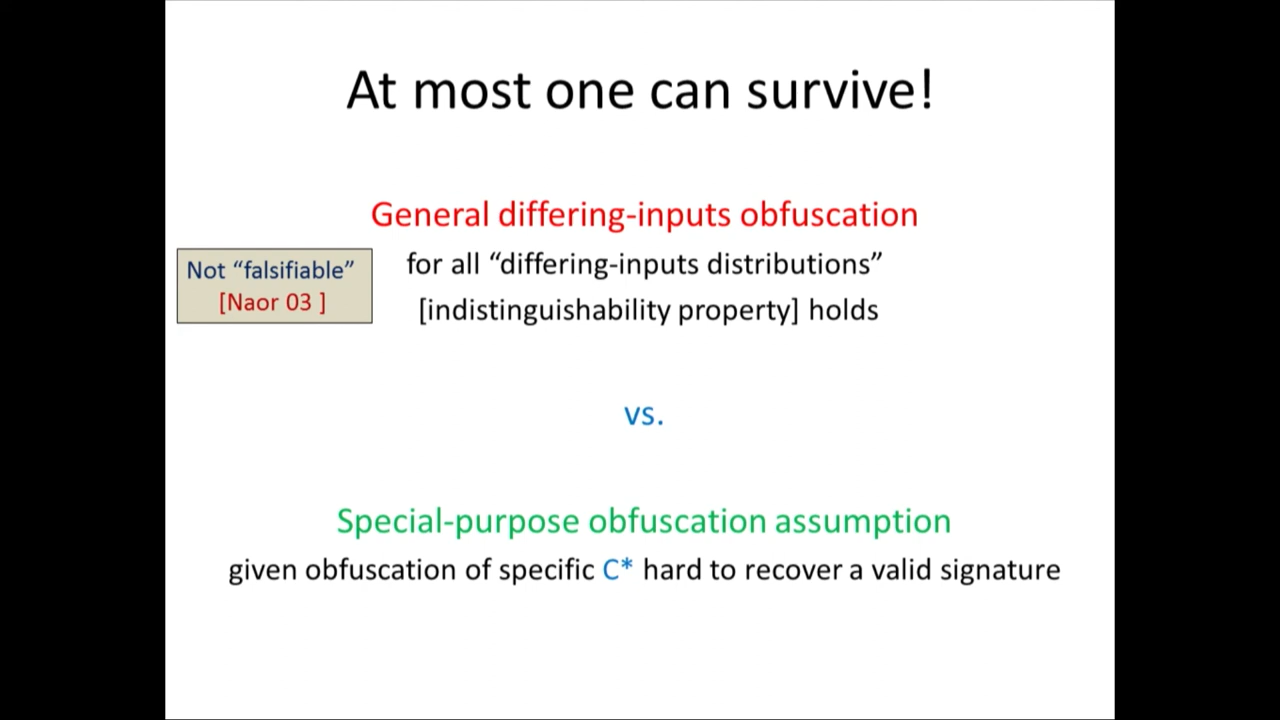 At most one can survive!
General differing-inputs obfuscation
Not “falsifiable”
[Naor 03 ]
for all “differing-inputs distributions”
[indistinguishability property] holds
vs.
Special-purpose obfuscation assumption
given obfuscation of specific C* hard to recover a valid signature